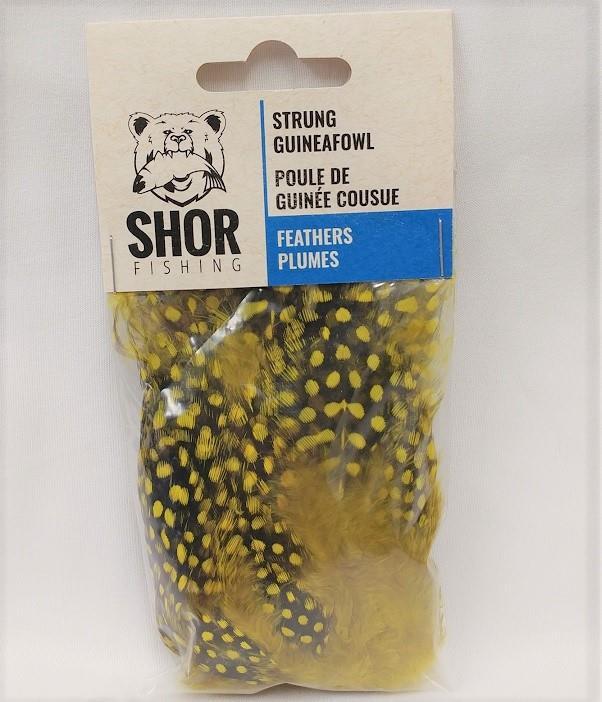 SHOR
FISHING
STRUNG
GUINEAFOWL
POULE DE
GUINÉE COUSUE
FEATHERS
PLUMES